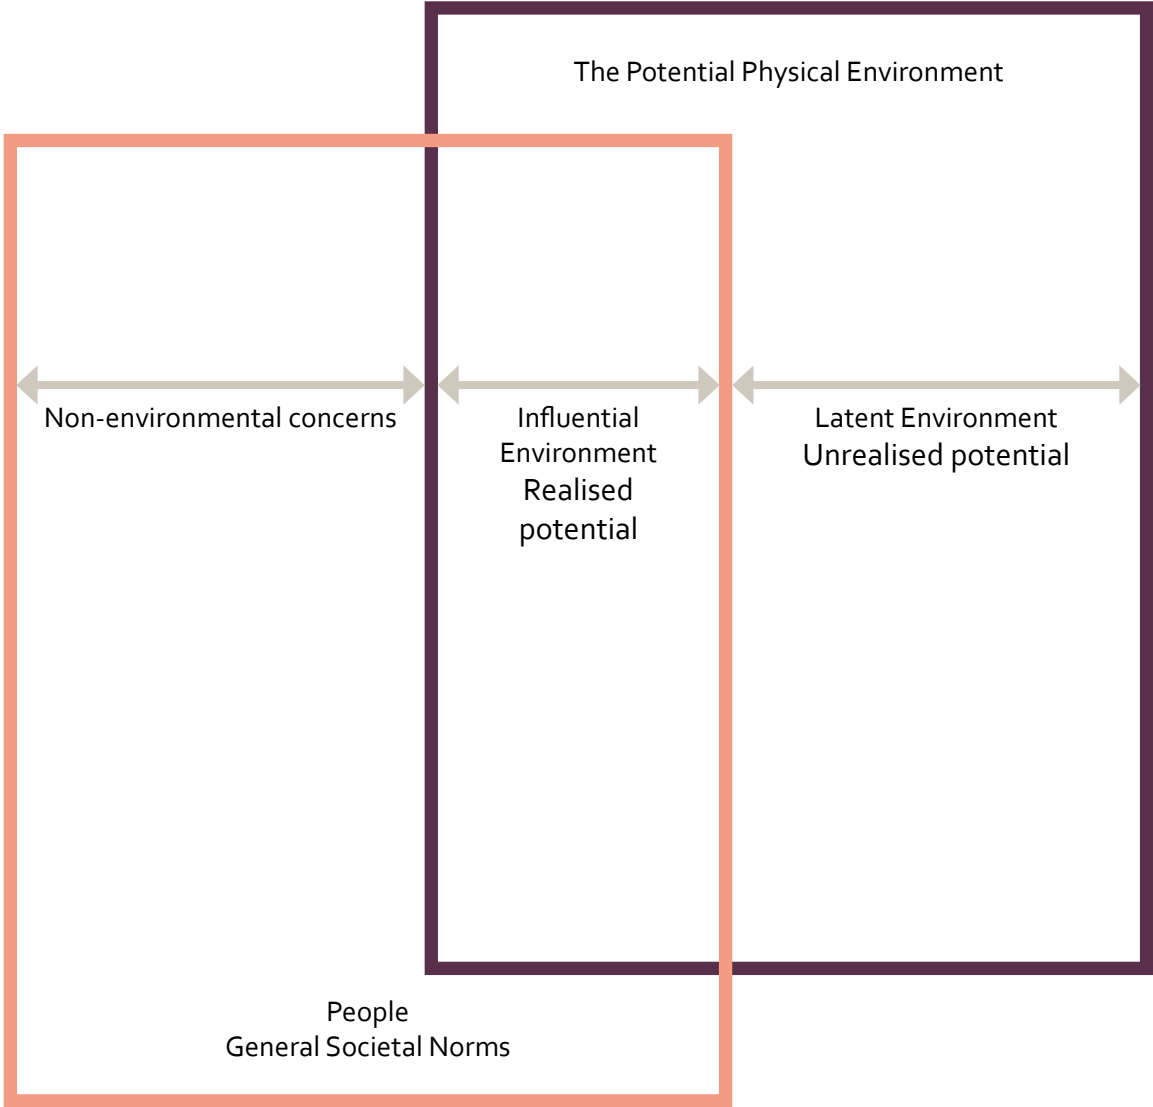 The Potential Physical Environment
Non-environmental concerns
Influential
Environment
Realised
potential
Latent Environment
Unrealised potential
People
General Societal Norms